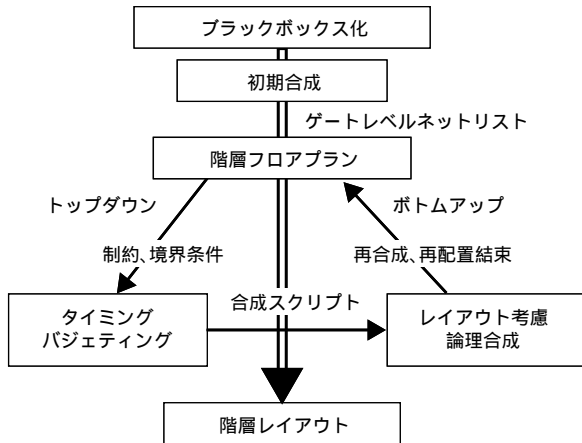 ブラックボックス化
初期合成
ゲートレベルネットリスト
階層フロアプラン
トップダウン
ボトムアップ
制約、境界条件
再合成、再配置結束
合成スクリプト
タイミング
バジェティング
レイアウト考慮
論理合成
階層レイアウト